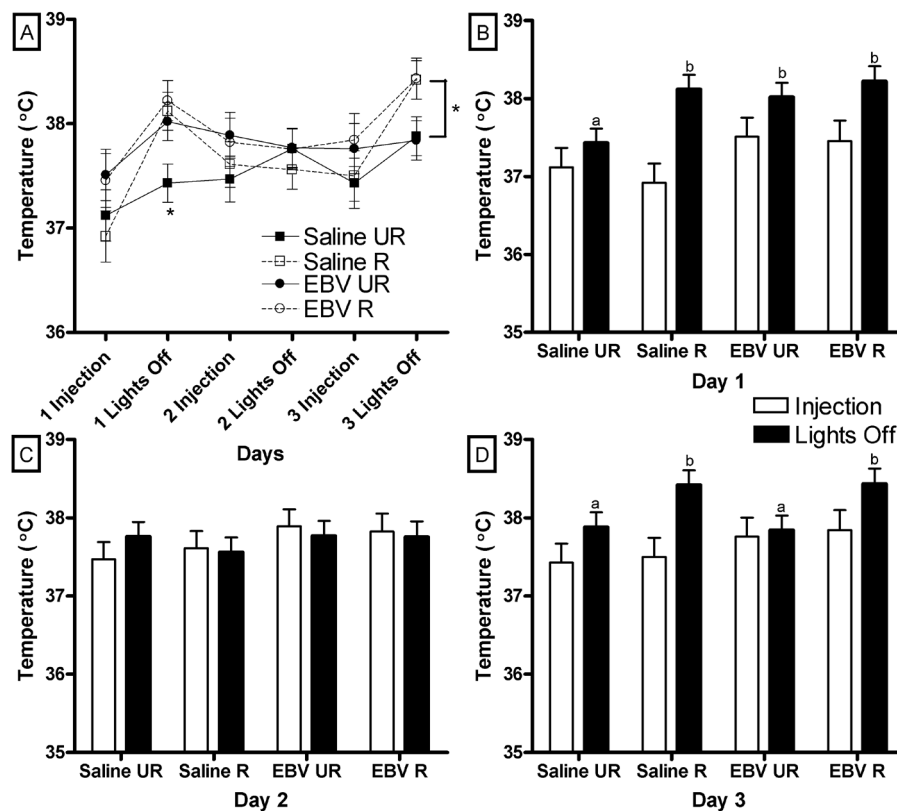 A
39
38
37
36
Temperature (°C)
*
*
Saline UR
Saline R
EBV UR
EBV R
1 Injection
1 Lights Off
2 Injection
2 Lights Off
3 Injection
3 Lights Off
Days
B
39
38
37
36
35
Temperature (°C)
a
b
b
b
Saline UR
Saline R
EBV UR
EBV R
Day 1
Injection
Lights Off
C
39
38
37
36
35
Temperature (°C)
Saline UR
Saline R
EBV UR
EBV R
Day 2
D
39
38
37
36
35
Temperature (°C)
a
b
a
b
Saline UR
Saline R
EBV UR
EBV R
Day 3